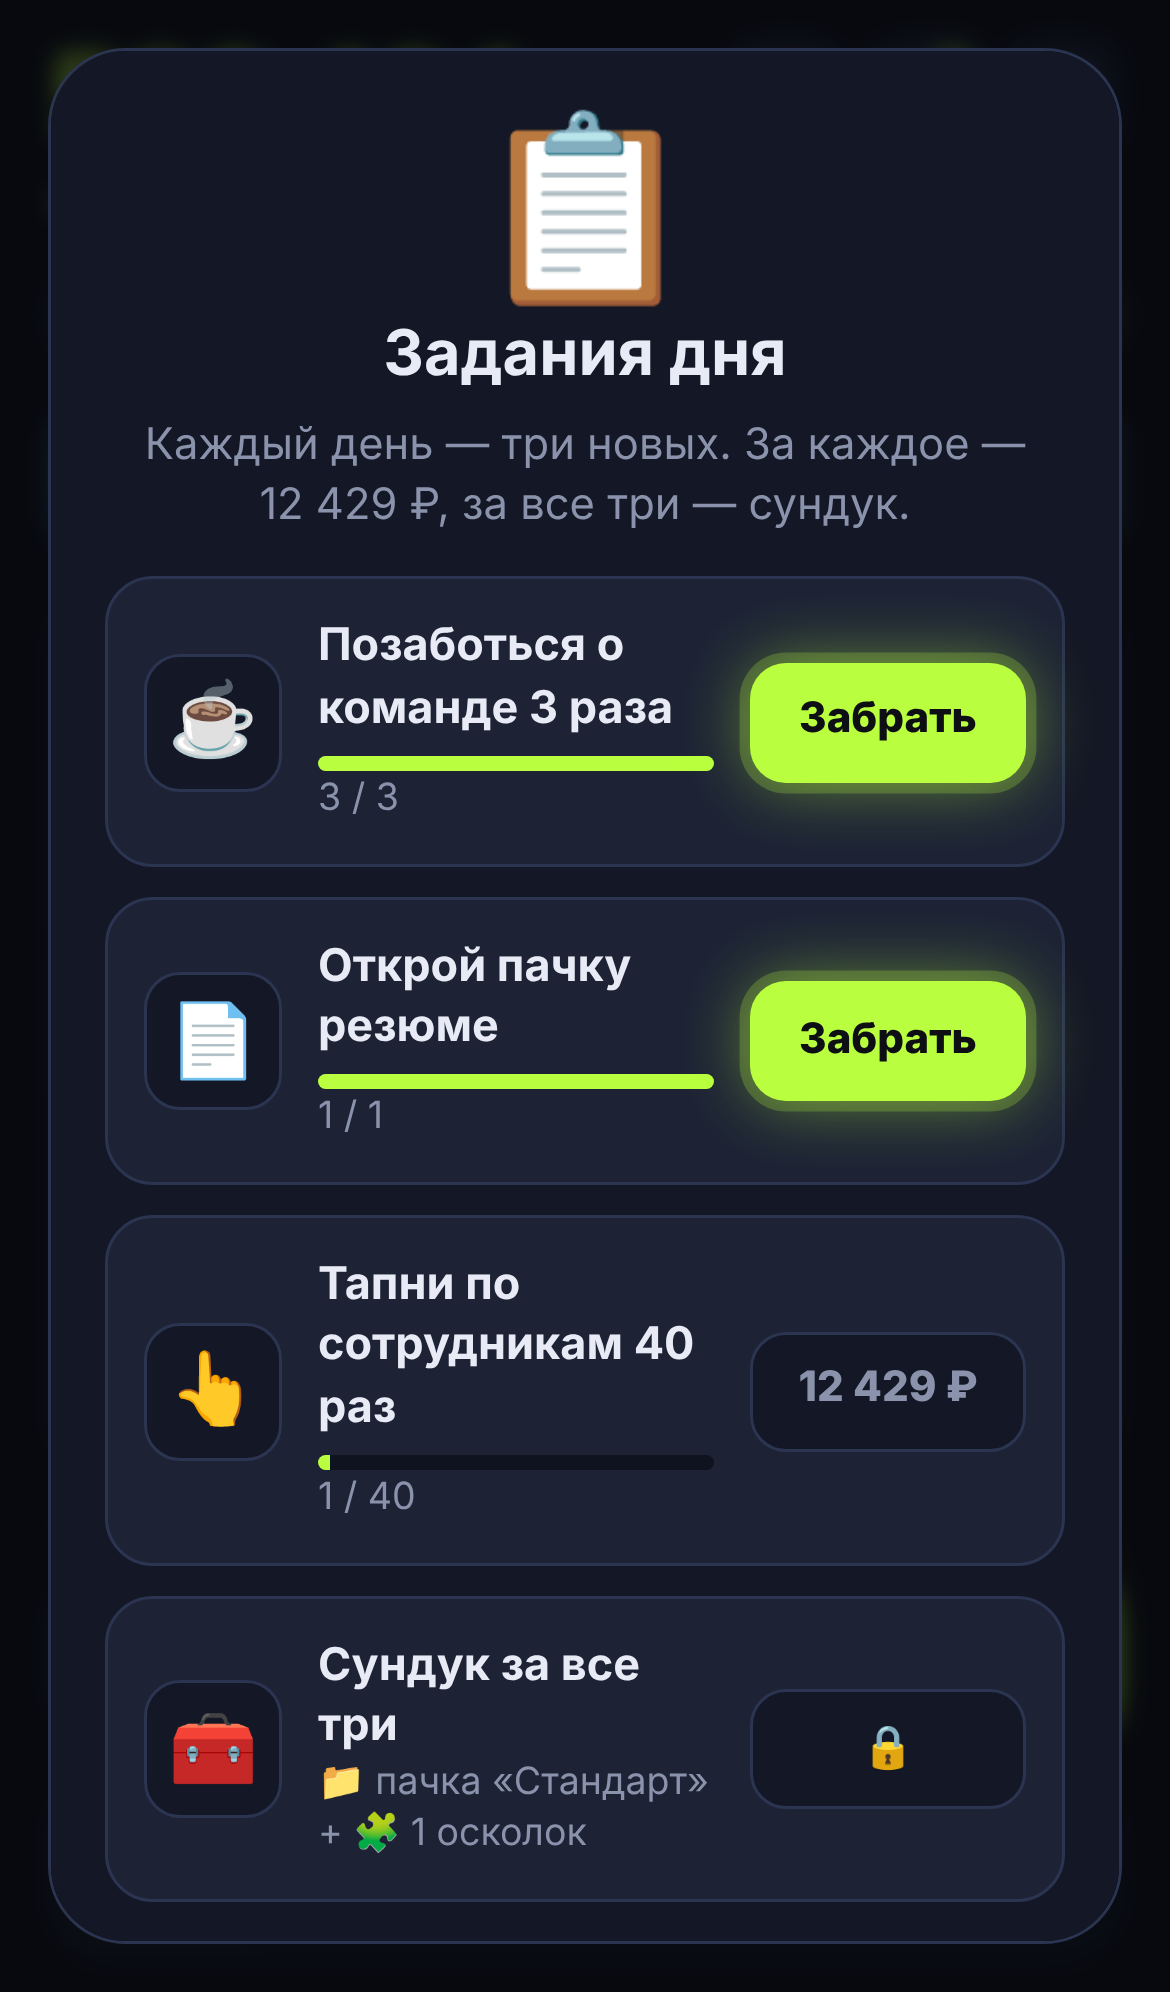 Задания дня
Каждый день — три новых. За каждое —
12 429 ₽, за все три — сундук.
Позаботься о
команде 3 раза
3 / 3
Забрать
Открой пачку
резюме
1 / 1
Забрать
Тапни по
сотрудникам 40
раз
1 / 40
12 429 ₽
Сундук за все
три
пачка «Стандарт»
+ 1 осколок